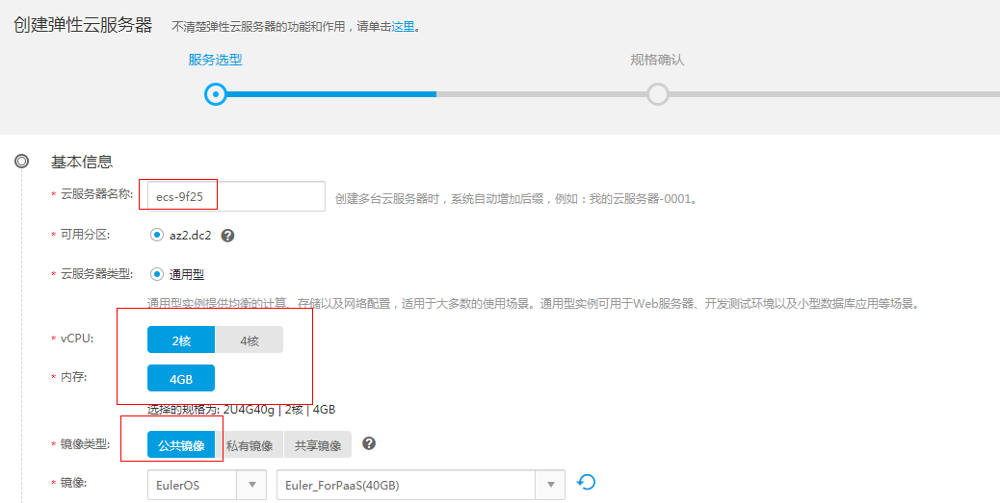 创建弹性云服务器 不清楚弹性云服务器的功能和作用，请单击这里。
服务选型 规格确认
基本信息
* 云服务器名称: ecs-9f25 创建多台云服务器时，系统自动增加后缀，例如：我的云服务器-0001。
* 可用分区: az2.dc2 ?
* 云服务器类型: 通用型
通用型实例提供均衡的计算、存储以及网络配置，适用于大多数的使用场景。通用型实例可用于Web服务器、开发测试环境以及小型数据库应用等场景。
* vCPU: 2核 4核
* 内存: 4GB
选择的规格为: 2U4G40g | 2核 | 4GB
* 镜像类型: 公共镜像 私有镜像 共享镜像 ?
* 镜像: EulerOS Euler_ForPaaS(40GB)